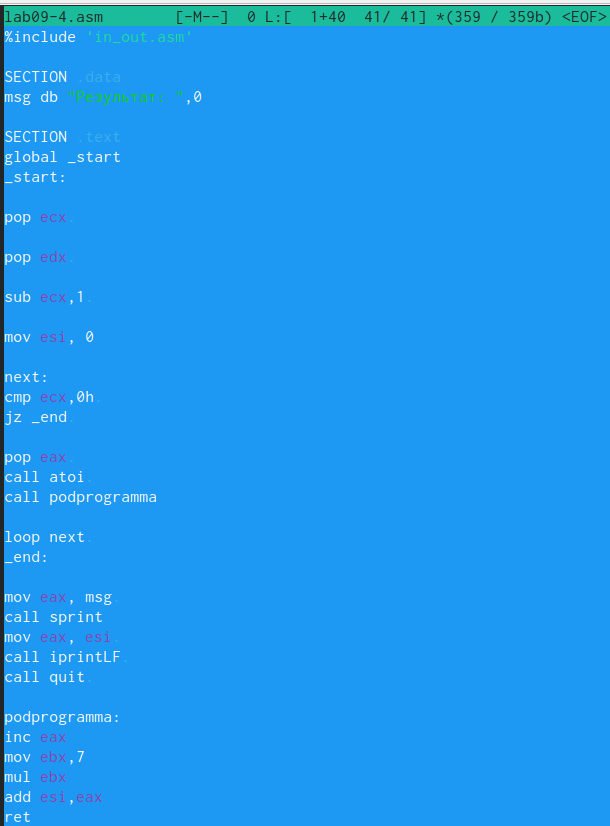 lab09-4.asm [-M--] 0 L:[ 1+40 41/ 41] *(359 / 359b) <EOF>
%include 'in_out.asm'
SECTION .data
msg db "Результат: ",0
SECTION .text
global _start
_start:
pop ecx
pop edx
sub ecx,1
mov esi, 0
next:
cmp ecx,0h
jz _end
pop eax
call atoi
call podprogramma
loop next
_end:
mov eax, msg
call sprint
mov eax, esi
call iprintLF
call quit
podprogramma:
inc eax
mov ebx,7
mul ebx
add esi,eax
ret